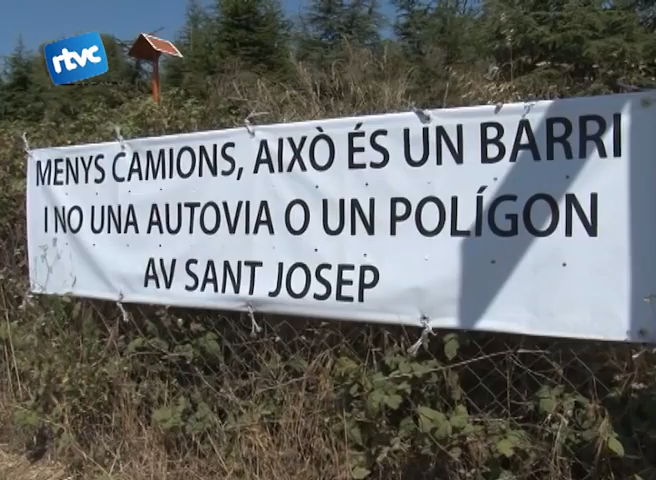 rtvc
MENYS CAMIONS, AIXÒ ÉS UN BARRI
I NO UNA AUTOVIA O UN POLÍGON
AV SANT JOSEP